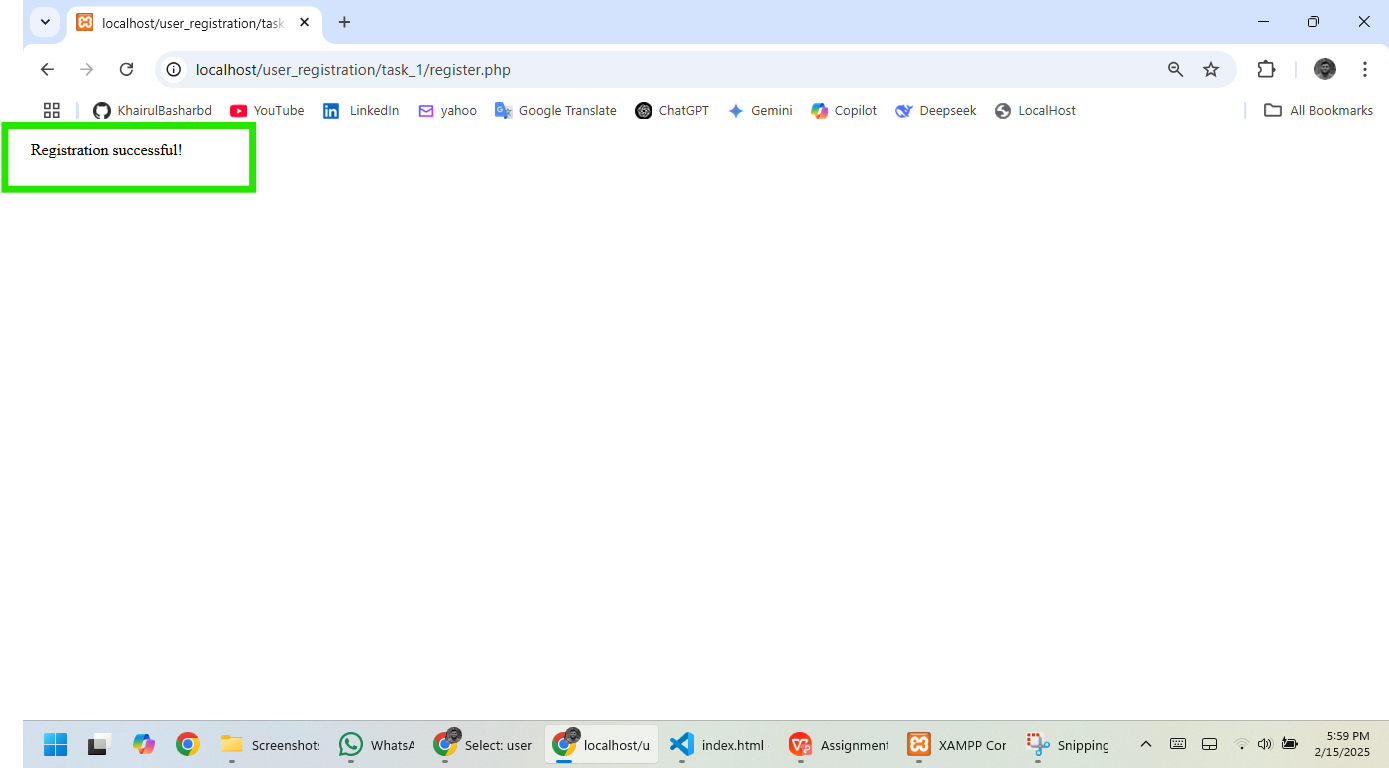 localhost/user_registration/task
localhost/user_registration/task_1/register.php
KhairulBasharbd
YouTube
LinkedIn
yahoo
Google Translate
ChatGPT
Gemini
Copilot
Deepseek
LocalHost
All Bookmarks
Registration successful!
Screenshot
WhatsA
Select: user
localhost/u
index.html
Assignment
XAMPP Cor
Snipping
5:59 PM
2/15/2025